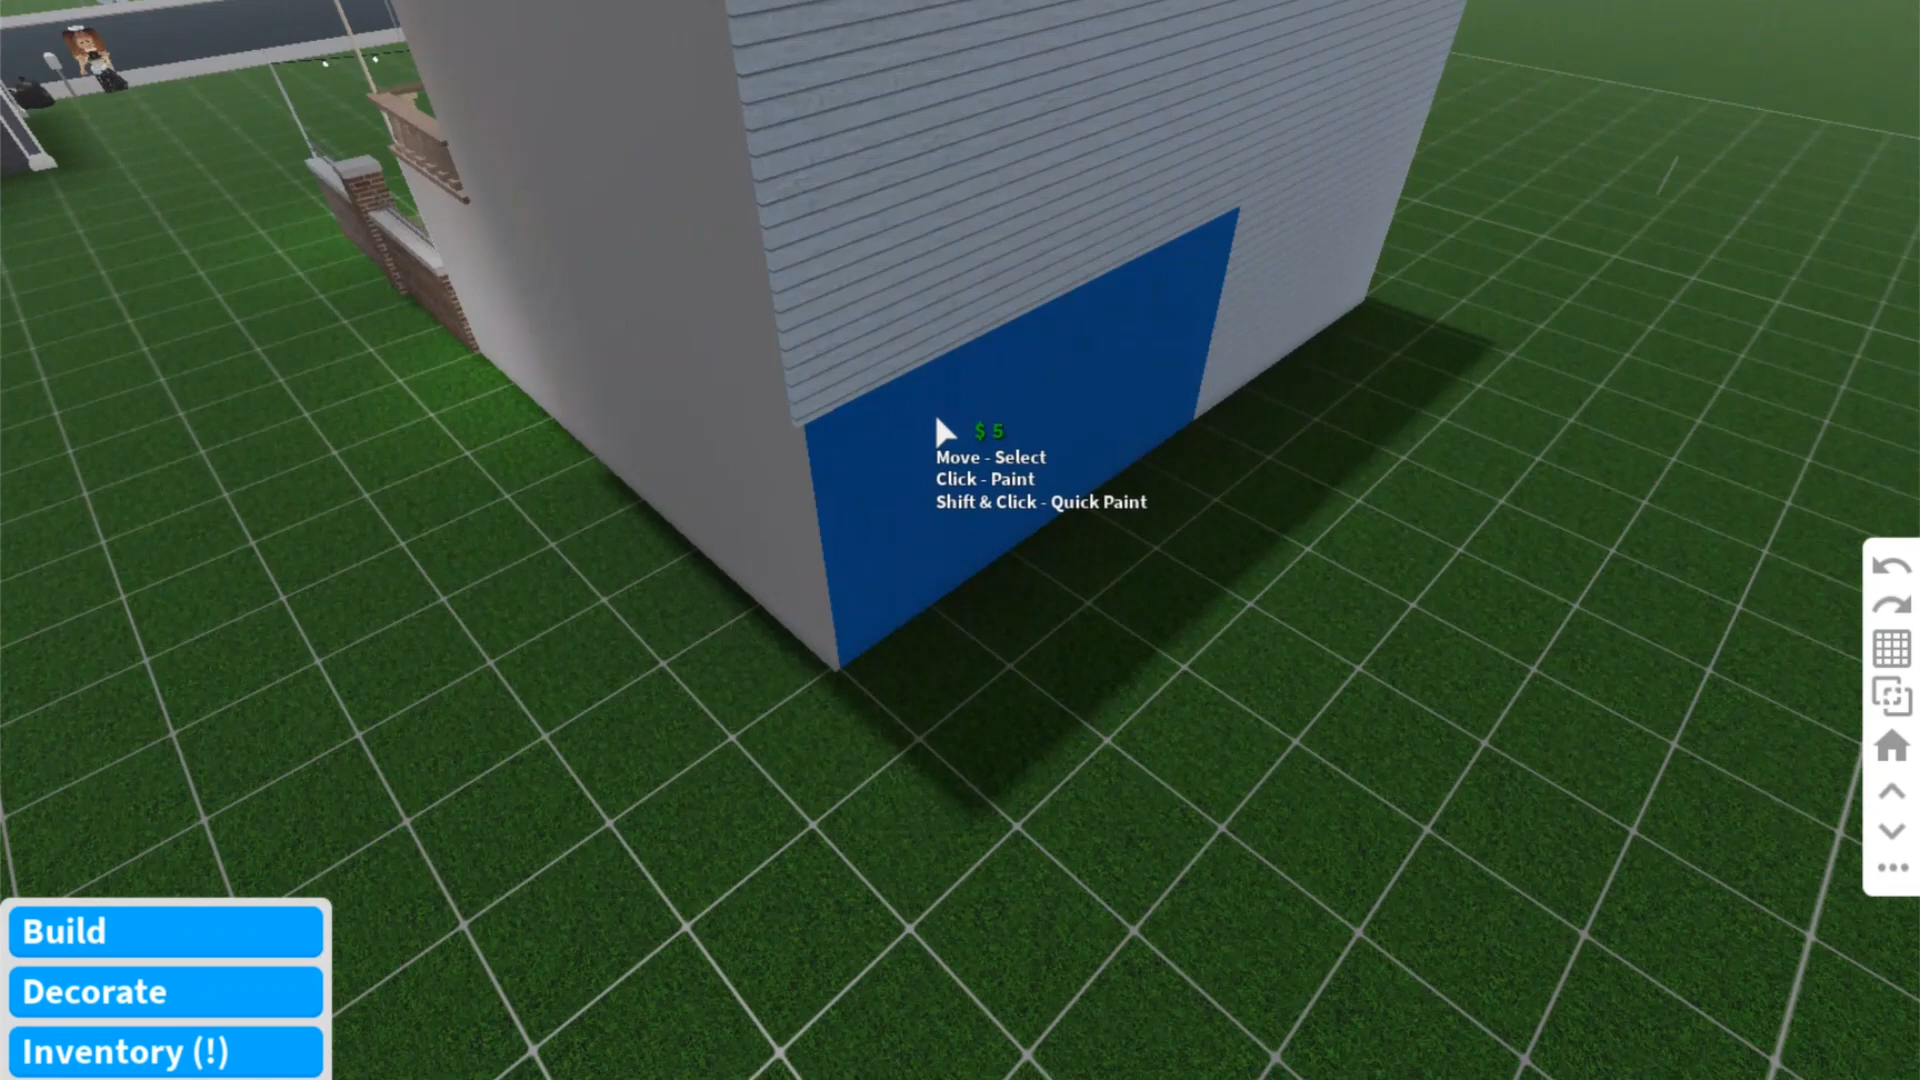 $ 5
Move - Select
Click - Paint
Shift & Click - Quick Paint
Build
Decorate
Inventory (!)